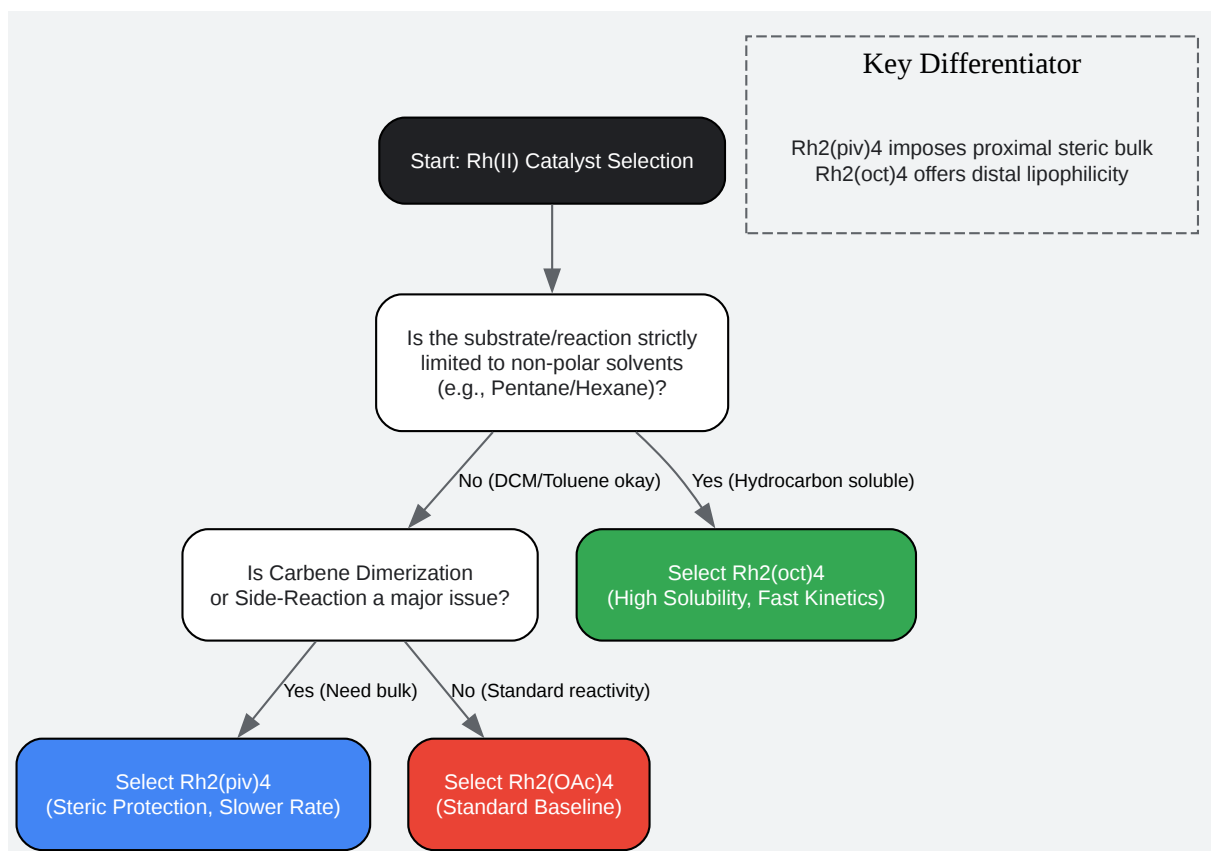 Key Differentiator
Rh2(piv)4 imposes proximal steric bulk
Rh2(oct)4 offers distal lipophilicity
Start: Rh(II) Catalyst Selection
Is the substrate/reaction strictly
limited to non-polar solvents
(e.g., Pentane/Hexane)?
No (DCM/Toluene okay)
Yes (Hydrocarbon soluble)
Is Carbene Dimerization
or Side-Reaction a major issue?
Select Rh2(oct)4
(High Solubility, Fast Kinetics)
Yes (Need bulk)
No (Standard reactivity)
Select Rh2(piv)4
(Steric Protection, Slower Rate)
Select Rh2(OAc)4
(Standard Baseline)